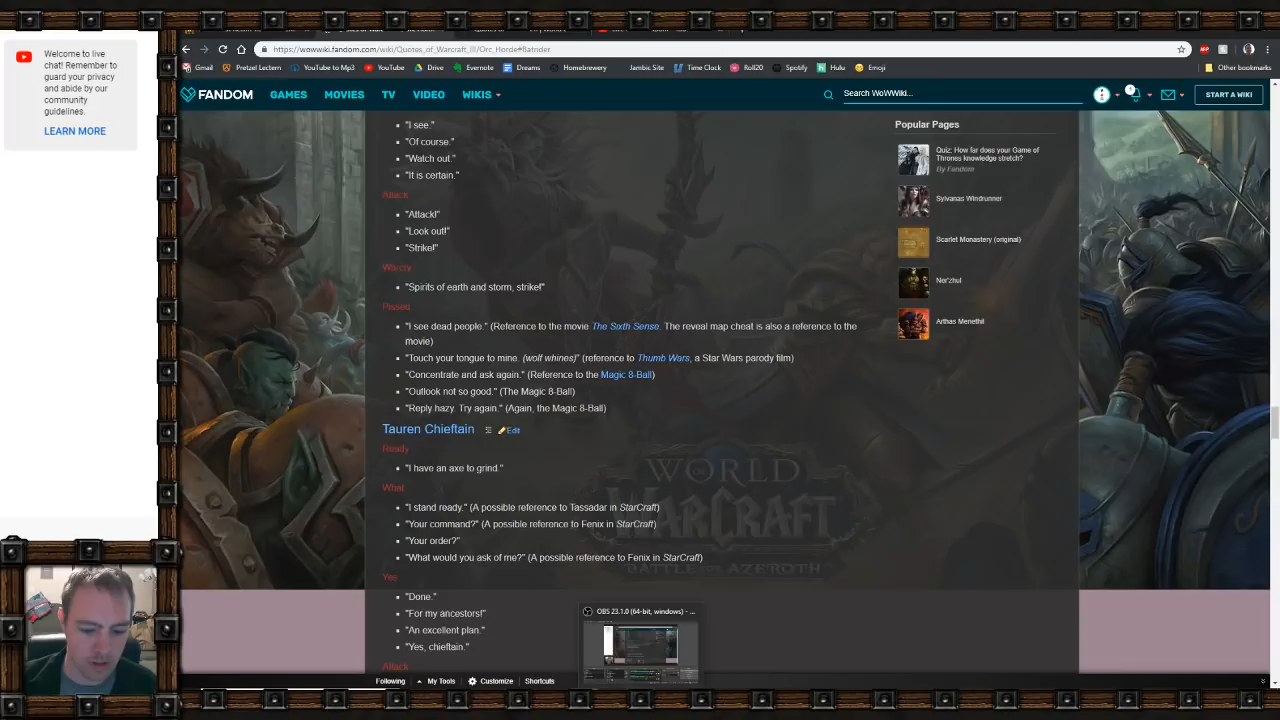 Welcome to live
chat! Remember to
guard your privacy
and abide by our
community
guidelines.
LEARN MORE
https://wowwiki.fandom.com/wiki/Quotes_of_Warcraft_III/Orc_Horde#Batrider
Gmail
Pretzel Lectern
YouTube to Mp3
YouTube
Drive
Evernote
Dreams
Homebrewery
Jambic Site
Time Clock
Roll20
Spotify
Hulu
Emoji
Other bookmarks
FANDOM
GAMES
MOVIES
TV
VIDEO
WIKIS
Search WoWWiki...
START A WIKI
"I see."
"Of course."
"Watch out."
"It is certain."
Attack
"Attack!"
"Look out!"
"Strike!"
Warcry
"Spirits of earth and storm, strike!"
Pissed
"I see dead people." (Reference to the movie The Sixth Sense. The reveal map cheat is also a reference to the
movie)
"Touch your tongue to mine. (wolf whines)" (reference to Thumb Wars, a Star Wars parody film)
"Concentrate and ask again." (Reference to the Magic 8-Ball)
"Outlook not so good." (The Magic 8-Ball)
"Reply hazy. Try again." (Again, the Magic 8-Ball)
Tauren Chieftain
Edit
Ready
"I have an axe to grind."
What
"I stand ready." (A possible reference to Tassadar in StarCraft)
"Your command?" (A possible reference to Fenix in StarCraft)
"Your order?"
"What would you ask of me?" (A possible reference to Fenix in StarCraft)
Yes
"Done."
"For my ancestors!"
"An excellent plan."
"Yes, chieftain."
Attack
Popular Pages
Quiz: How far does your Game of
Thrones knowledge stretch?
By Fandom
Sylvanas Windrunner
Scarlet Monastery (original)
Ner'zhul
Arthas Menethil
WORLD
WARCRAFT
BATTLE FOR AZEROTH
OBS 23.1.0 (64-bit, windows) - ...
Following
My Tools
Customize
Shortcuts